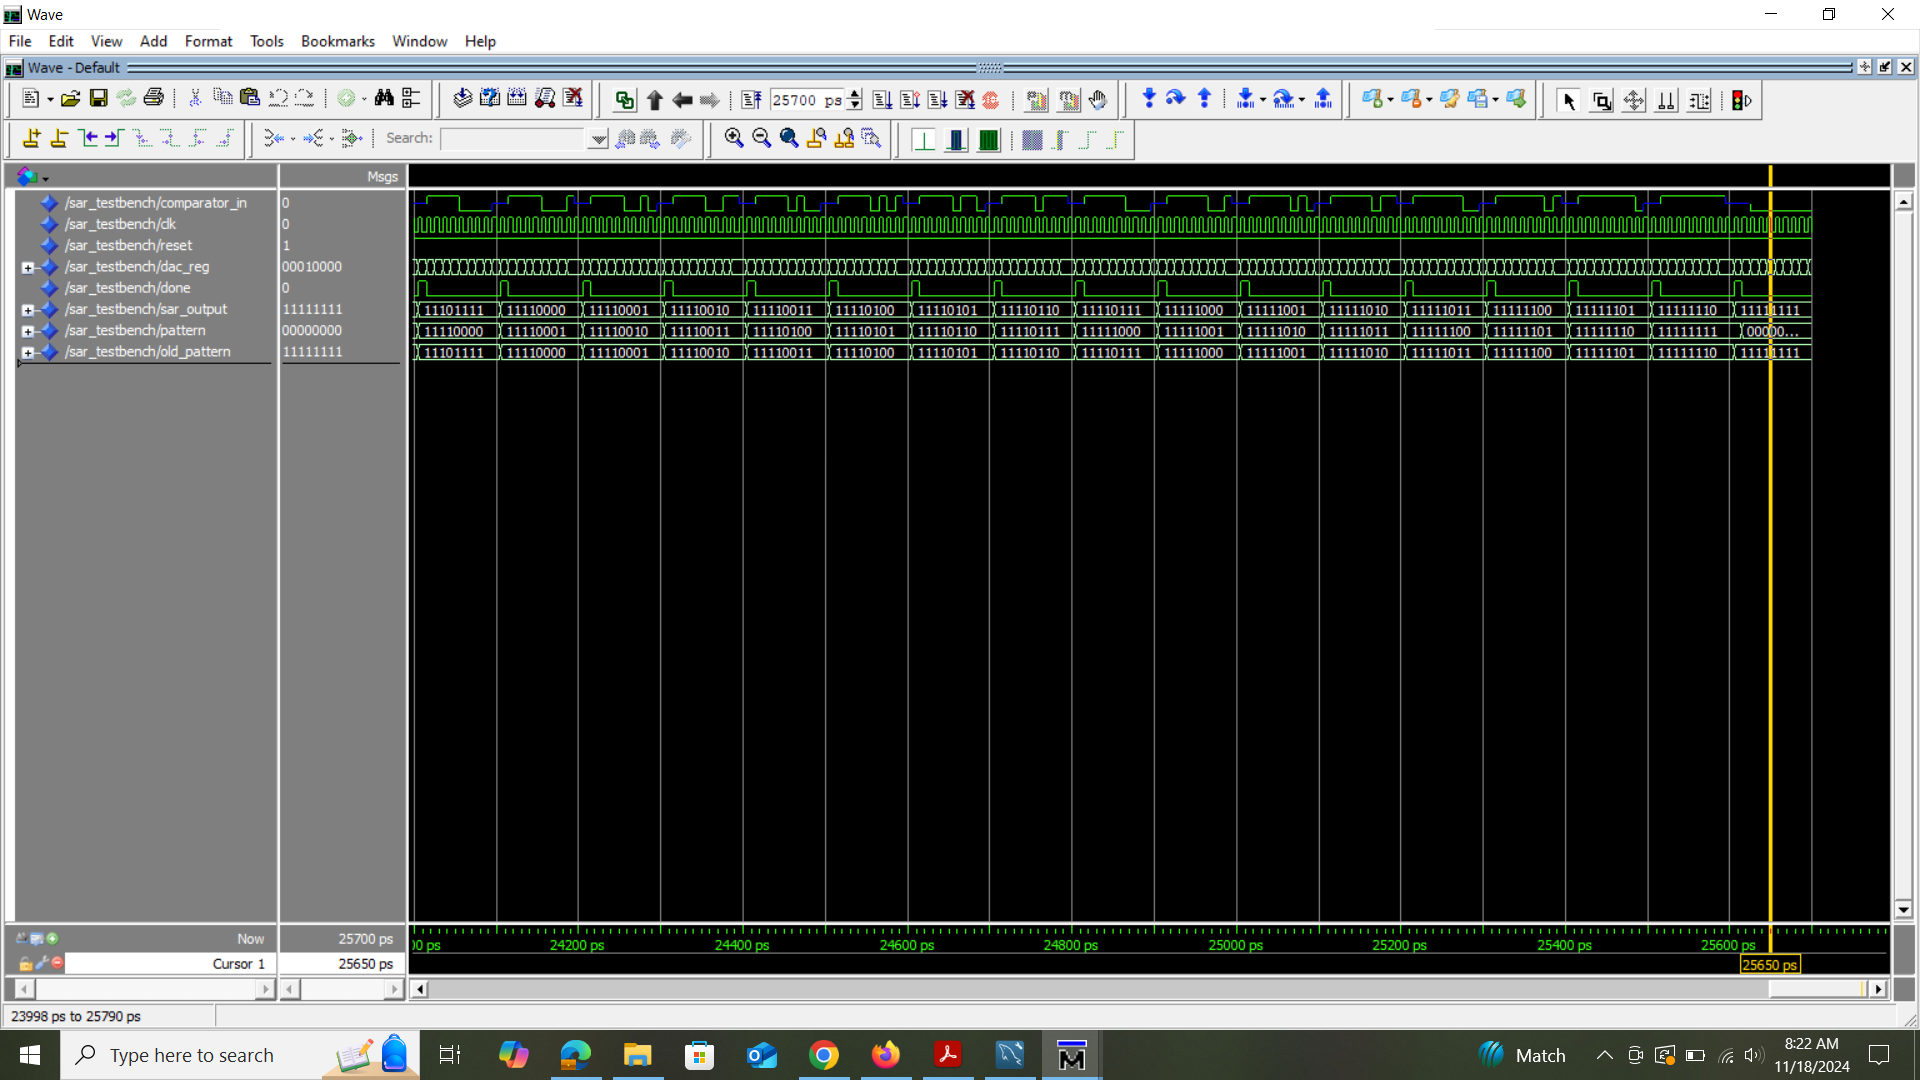 Wave
File Edit View Add Format Tools Bookmarks Window Help
Wave - Default
25700 ps
Search:
Msgs
/sar_testbench/comparator_in 0
/sar_testbench/clk 0
/sar_testbench/reset 1
/sar_testbench/dac_reg 00010000
/sar_testbench/done 0
/sar_testbench/sar_output 11111111 11101111 11110000 11110001 11110010 11110011 11110100 11110101 11110110 11110111 11111000 11111001 11111010 11111011 11111100 11111101 11111110 11111111
/sar_testbench/pattern 00000000 11110000 11110001 11110010 11110011 11110100 11110101 11110110 11110111 11111000 11111001 11111010 11111011 11111100 11111101 11111110 11111111 00000...
/sar_testbench/old_pattern 11111111 11101111 11110000 11110001 11110010 11110011 11110100 11110101 11110110 11110111 11111000 11111001 11111010 11111011 11111100 11111101 11111110 11111111
Now 25700 ps 00 ps 24200 ps 24400 ps 24600 ps 24800 ps 25000 ps 25200 ps 25400 ps 25600 ps
Cursor 1 25650 ps 25650 ps
23998 ps to 25790 ps
Type here to search
Match
8:22 AM
11/18/2024